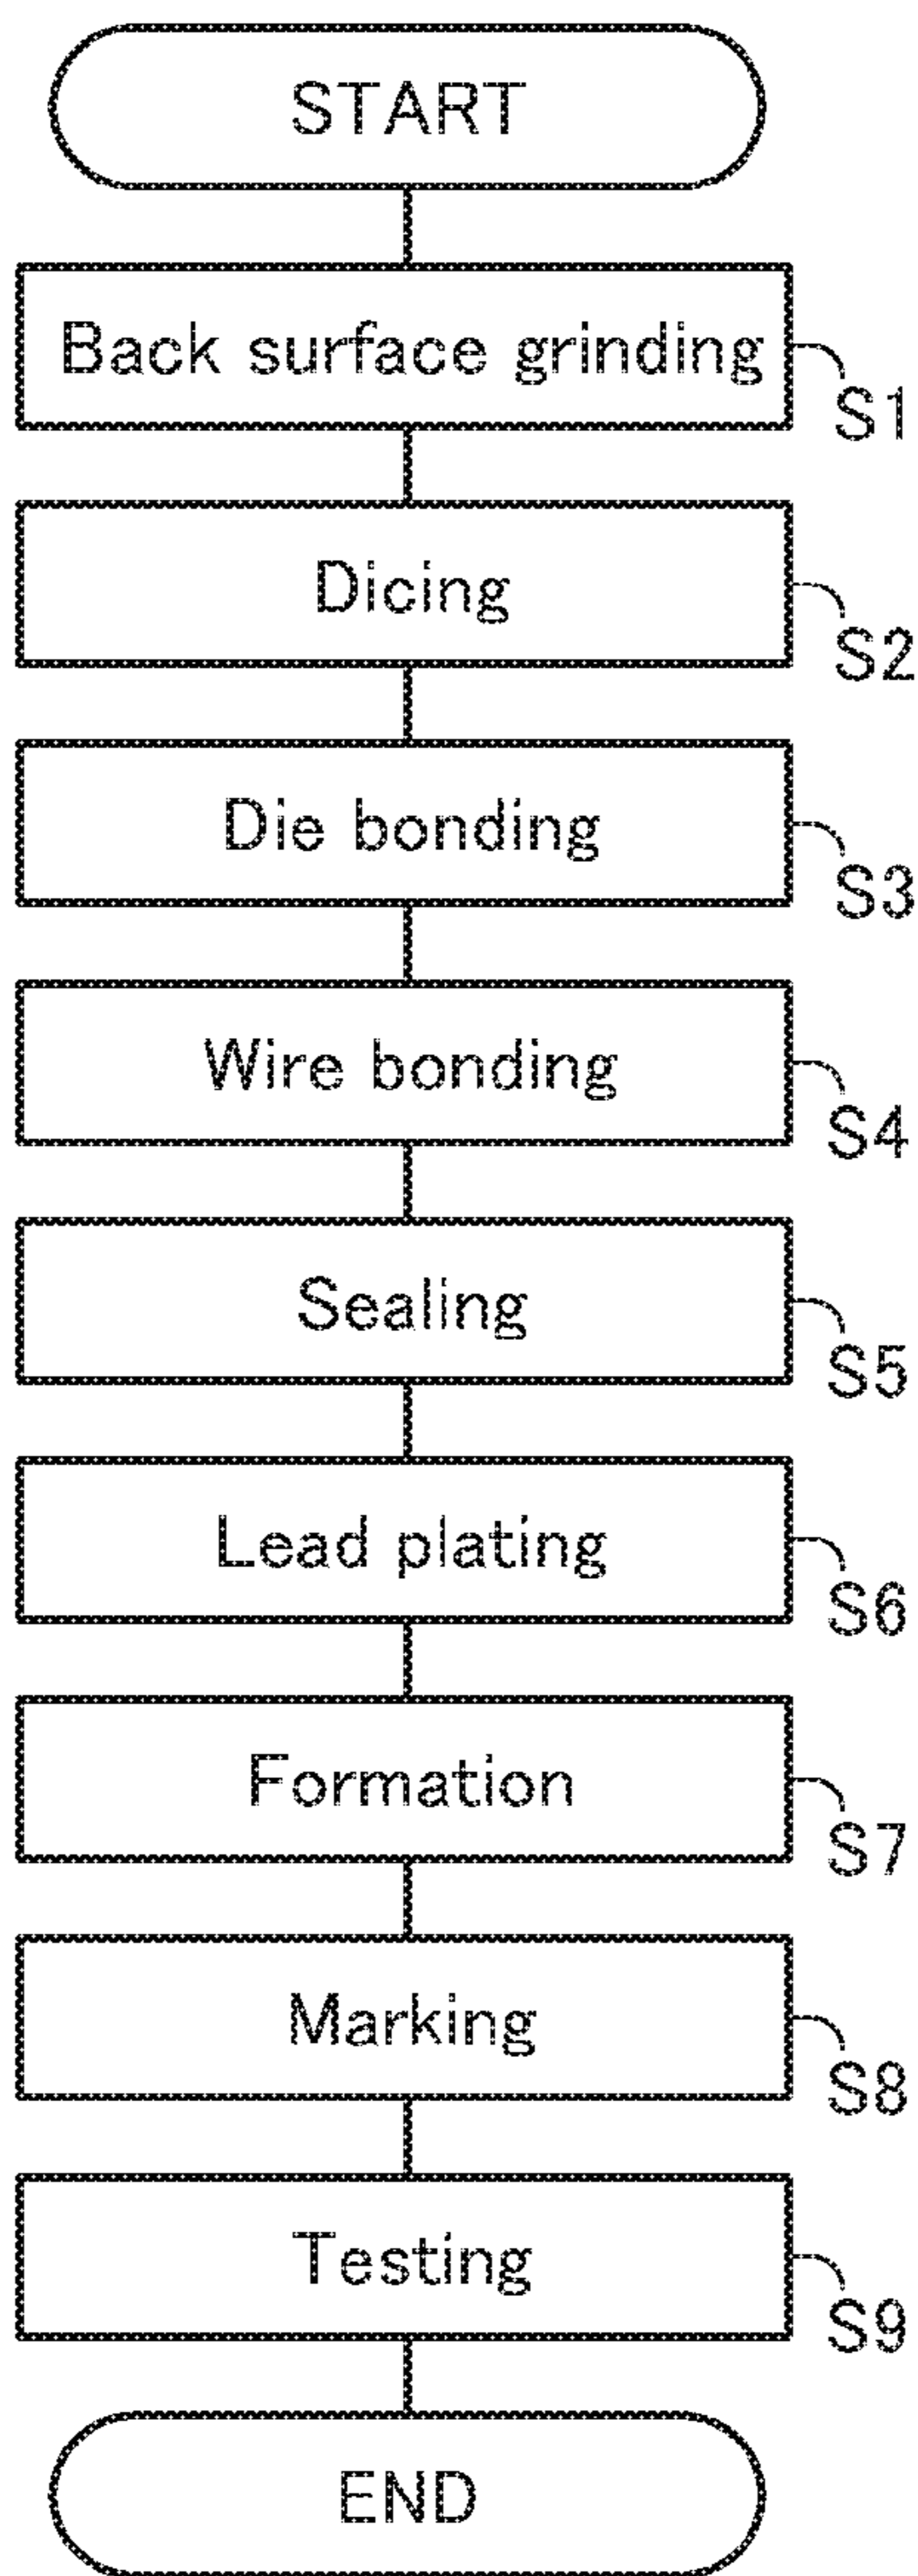 START
Back surface grinding
S1
Dicing
S2
Die bonding
S3
Wire bonding
S4
Sealing
S5
Lead plating
S6
Formation
S7
Marking
S8
Testing
S9
END